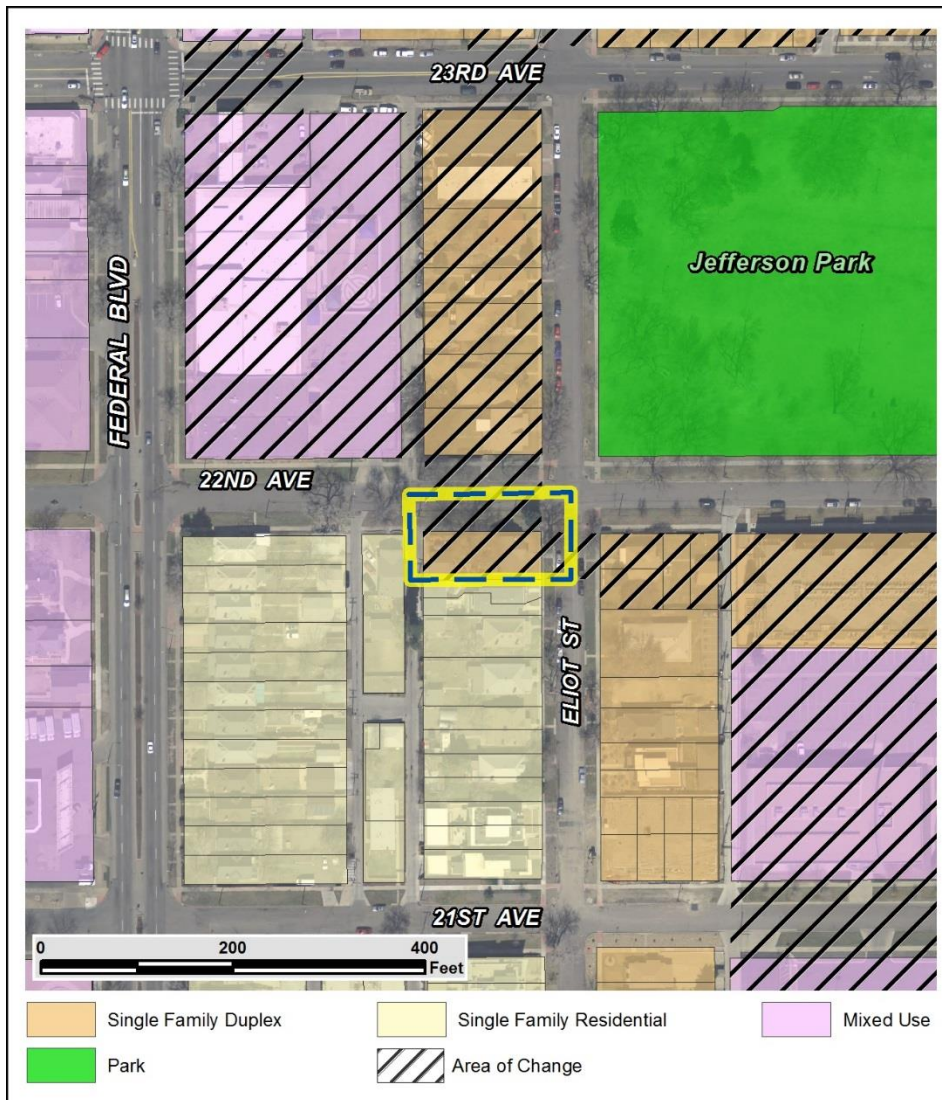 23RD AVE
Jefferson Park
FEDERAL BLVD
22ND AVE
ELIOT ST
21ST AVE
0 200 400
Feet
Single Family Duplex Single Family Residential Mixed Use
Park Area of Change